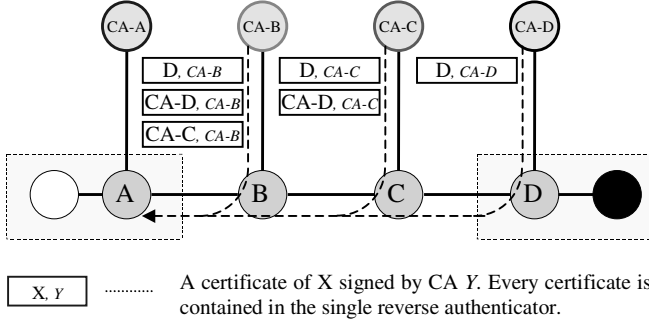 CA-A CA-B CA-C CA-D
D, CA-B D, CA-C D, CA-D
CA-D, CA-B CA-D, CA-C
CA-C, CA-B
A B C D
X, Y ............ A certificate of X signed by CA Y. Every certificate is
contained in the single reverse authenticator.